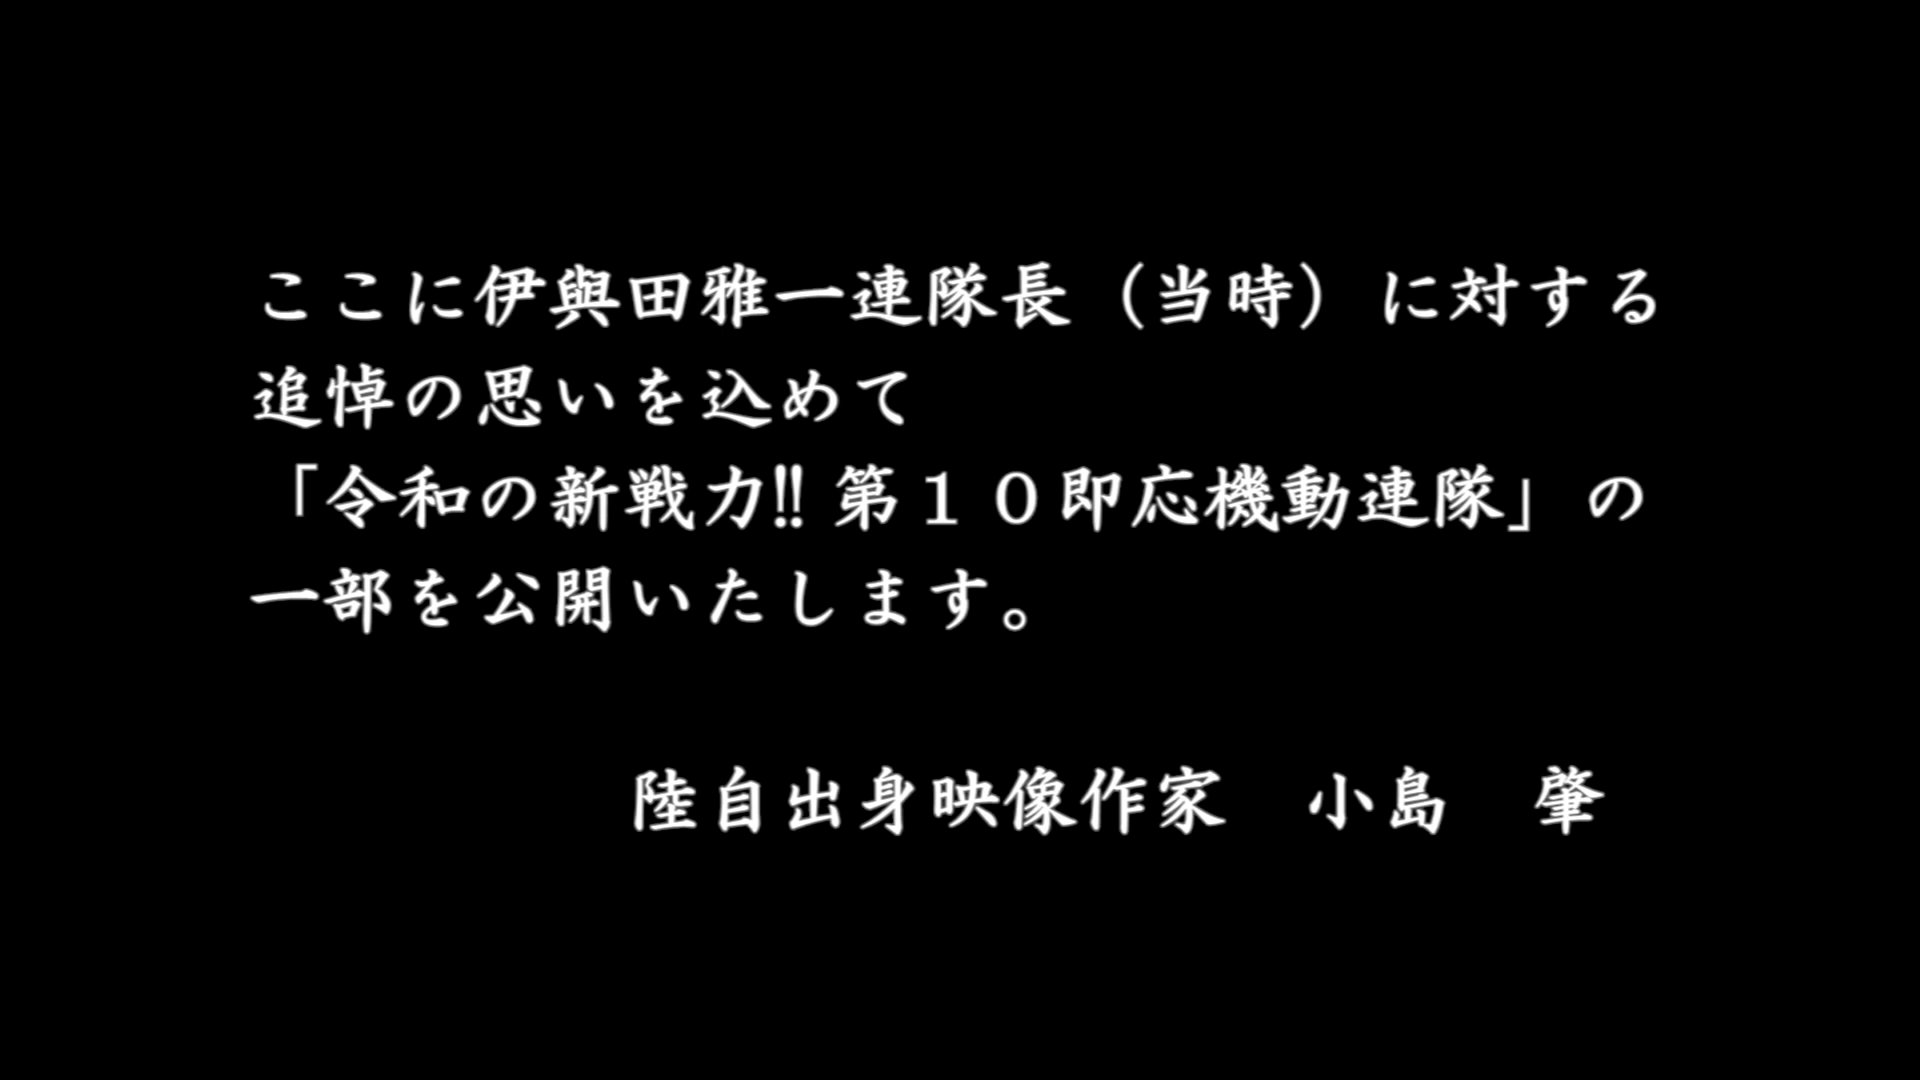 ここに伊與田雅一連隊長（当時）に対する
追悼の思いを込めて
「令和の新戦力‼第１０即応機動連隊」の
一部を公開いたします。
陸自出身映像作家　小島　肇